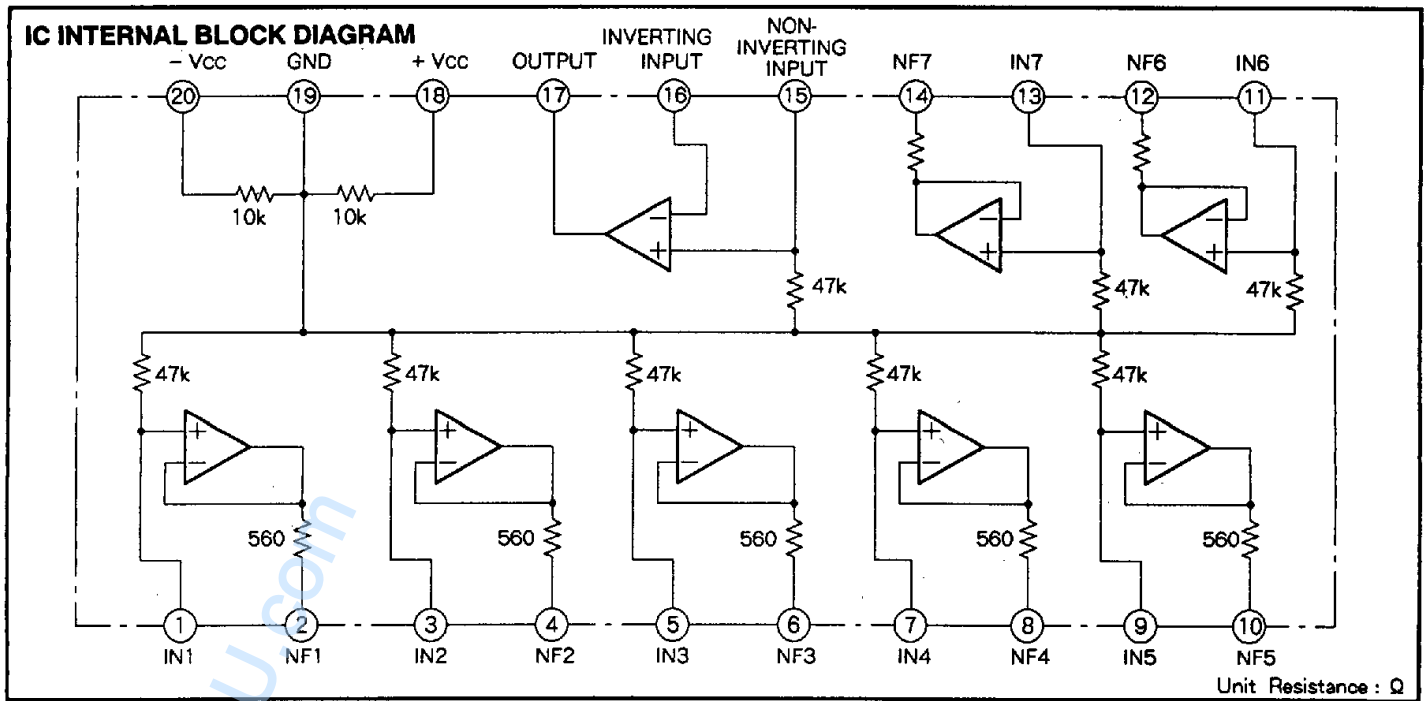 IC INTERNAL BLOCK DIAGRAM
– Vcc GND + Vcc OUTPUT INVERTING INPUT NON-INVERTING INPUT NF7 IN7 NF6 IN6
20 19 18 17 16 15 14 13 12 11
10k 10k
− + − + − +
47k 47k 47k
47k 47k 47k 47k 47k
+ − + − + − + − + −
560 560 560 560 560
1 2 3 4 5 6 7 8 9 10
IN1 NF1 IN2 NF2 IN3 NF3 IN4 NF4 IN5 NF5
Unit Resistance : Ω
U.com